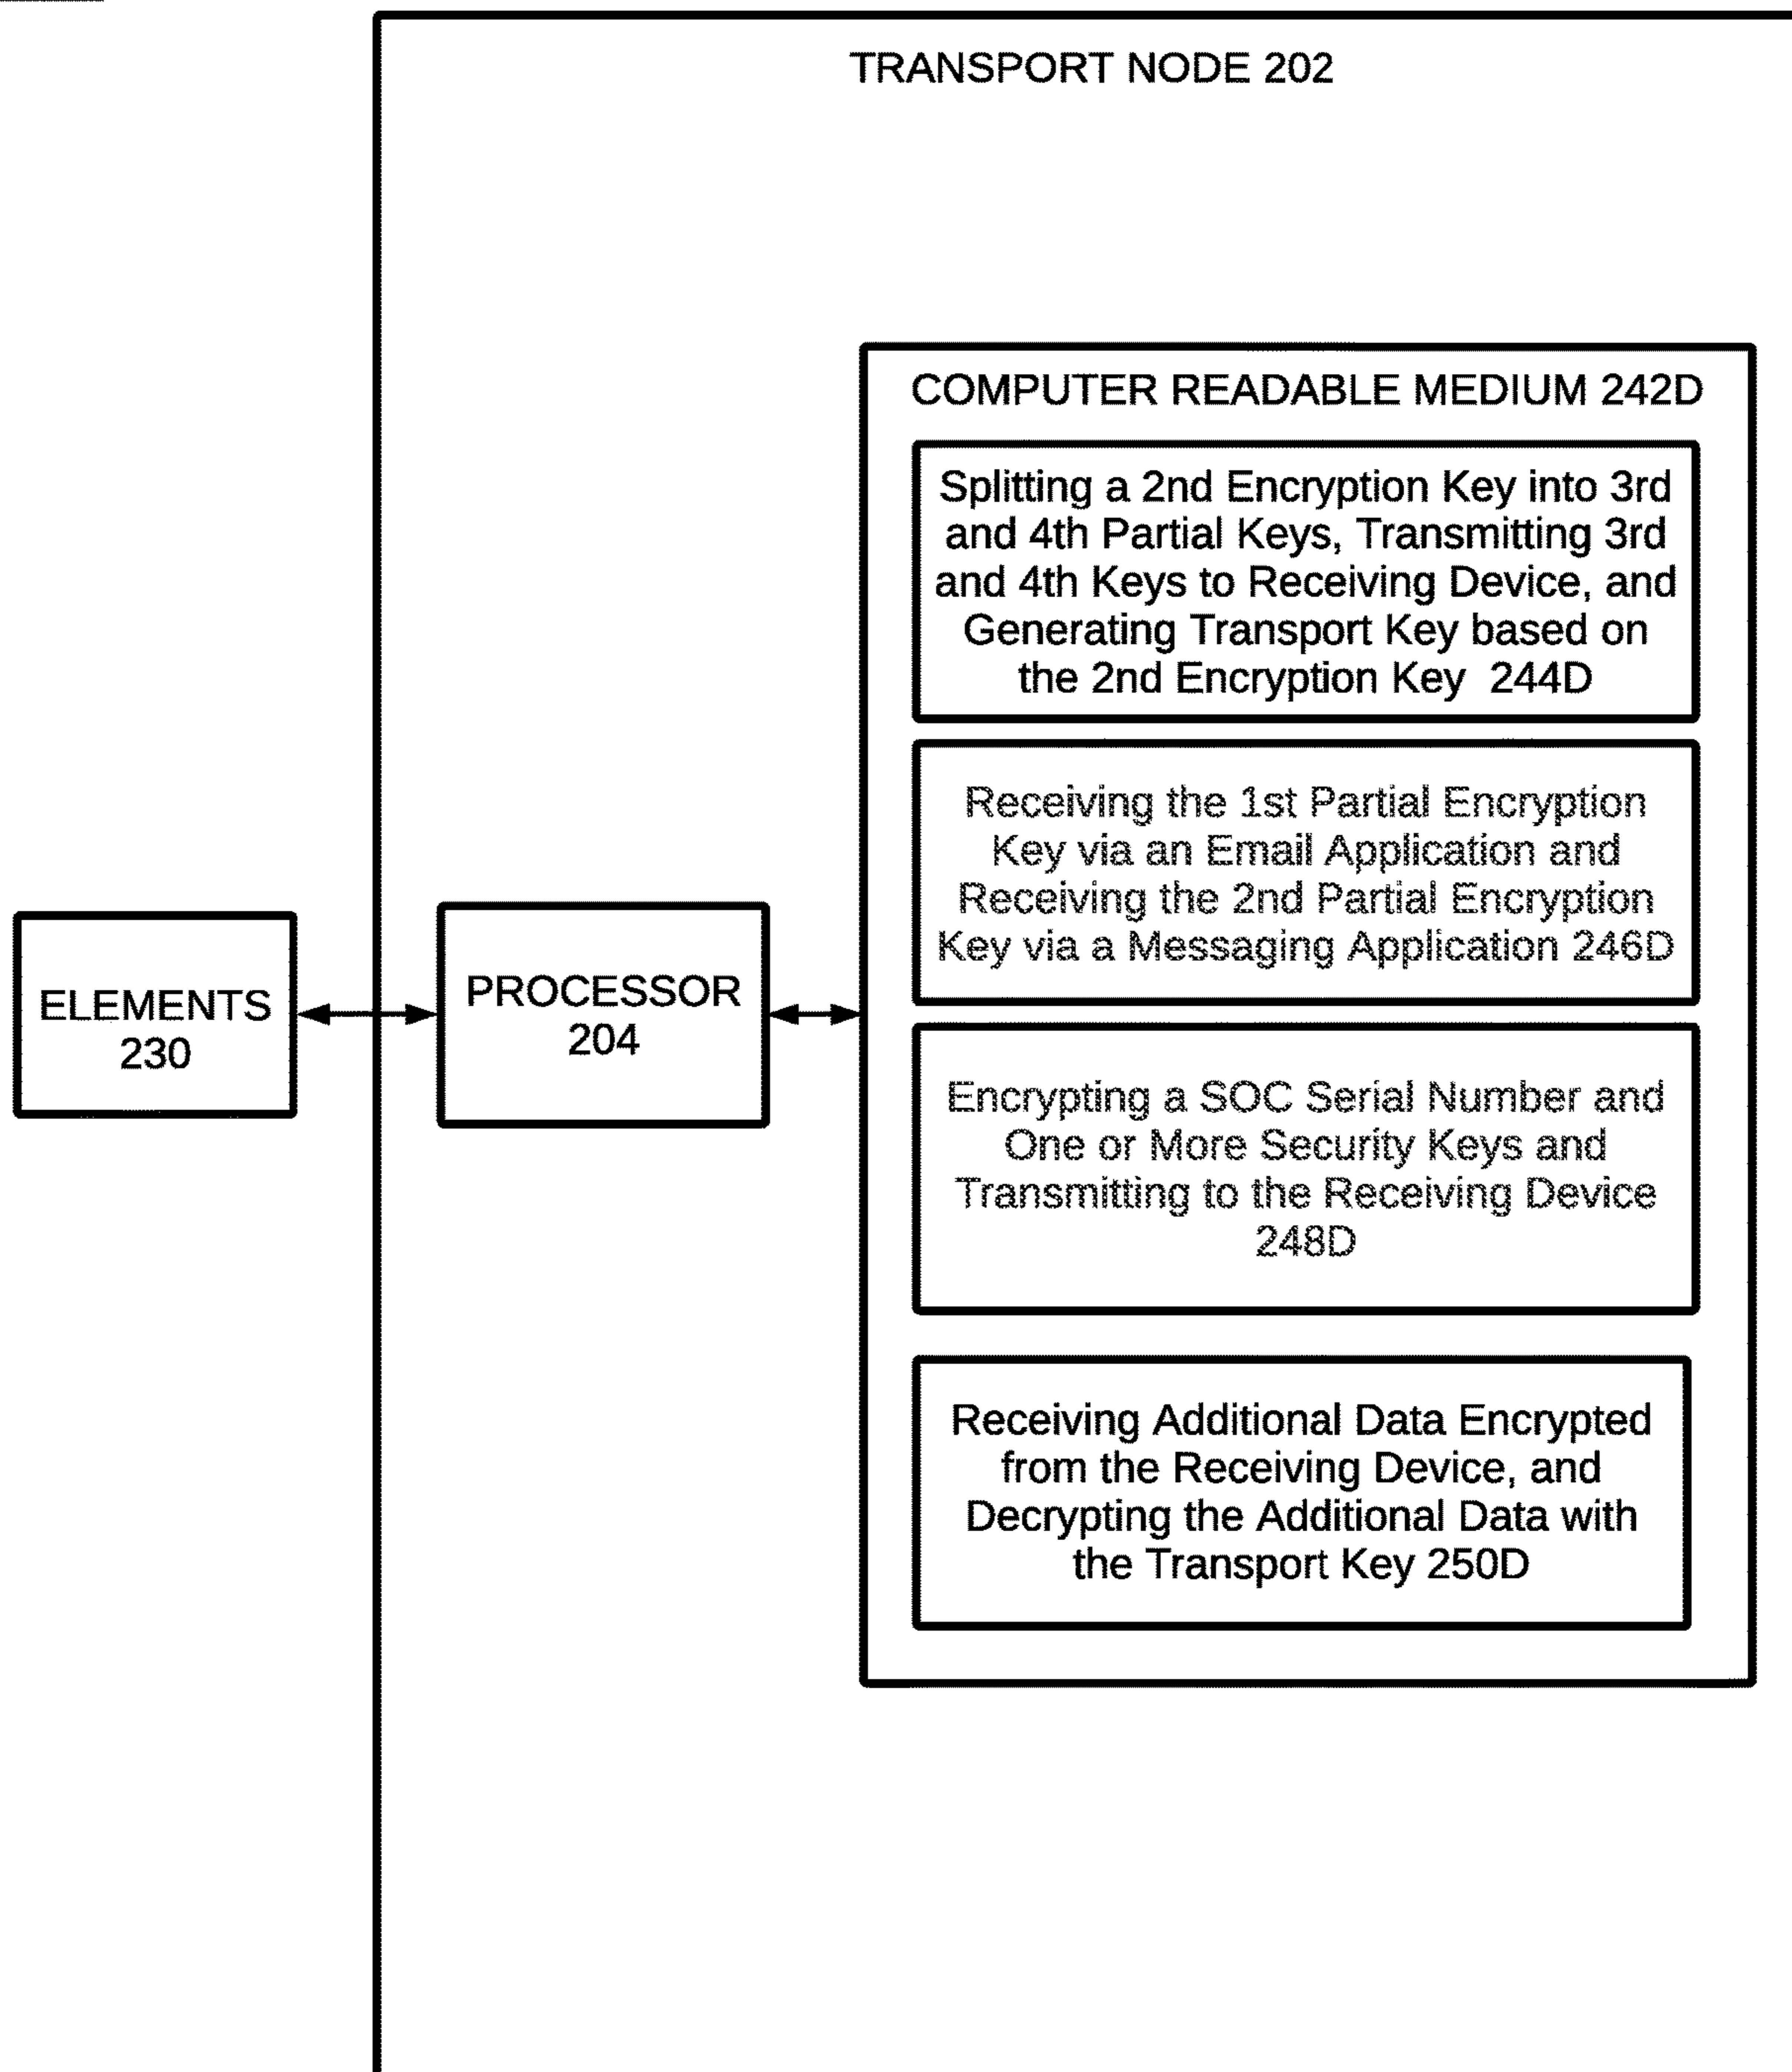 TRANSPORT NODE 202
COMPUTER READABLE MEDIUM 242D
Splitting a 2nd Encryption Key into 3rd
and 4th Partial Keys, Transmitting 3rd
and 4th Keys to Receiving Device, and
Generating Transport Key based on
the 2nd Encryption Key 244D
Receiving the 1st Partial Encryption
Key via an Email Application and
Receiving the 2nd Partial Encryption
Key via a Messaging Application 246D
ELEMENTS
230
PROCESSOR
204
Encrypting a SOC Serial Number and
One or More Security Keys and
Transmitting to the Receiving Device
248D
Receiving Additional Data Encrypted
from the Receiving Device, and
Decrypting the Additional Data with
the Transport Key 250D